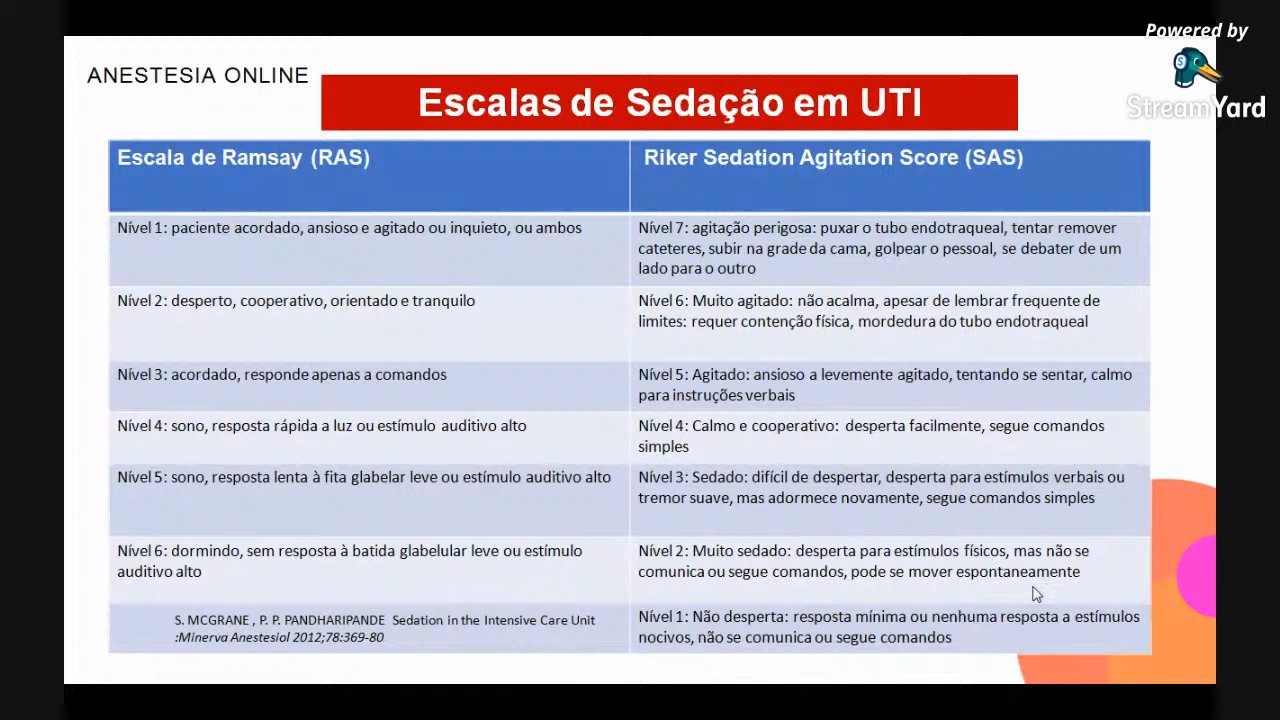 Powered by
StreamYard
ANESTESIA ONLINE
Escalas de Sedação em UTI
Escala de Ramsay (RAS)
Riker Sedation Agitation Score (SAS)
Nível 1: paciente acordado, ansioso e agitado ou inquieto, ou ambos
Nível 7: agitação perigosa: puxar o tubo endotraqueal, tentar remover
cateteres, subir na grade da cama, golpear o pessoal, se debater de um
lado para o outro
Nível 2: desperto, cooperativo, orientado e tranquilo
Nível 6: Muito agitado: não acalma, apesar de lembrar frequente de
limites: requer contenção física, mordedura do tubo endotraqueal
Nível 3: acordado, responde apenas a comandos
Nível 5: Agitado: ansioso a levemente agitado, tentando se sentar, calmo
para instruções verbais
Nível 4: sono, resposta rápida a luz ou estímulo auditivo alto
Nível 4: Calmo e cooperativo: desperta facilmente, segue comandos
simples
Nível 5: sono, resposta lenta à fita glabelar leve ou estímulo auditivo alto
Nível 3: Sedado: difícil de despertar, desperta para estímulos verbais ou
tremor suave, mas adormece novamente, segue comandos simples
Nível 6: dormindo, sem resposta à batida glabelular leve ou estímulo
auditivo alto
Nível 2: Muito sedado: desperta para estímulos físicos, mas não se
comunica ou segue comandos, pode se mover espontaneamente
S. MCGRANE , P. P. PANDHARIPANDE Sedation in the Intensive Care Unit
:Minerva Anestesiol 2012;78:369-80
Nível 1: Não desperta: resposta mínima ou nenhuma resposta a estímulos
nocivos, não se comunica ou segue comandos